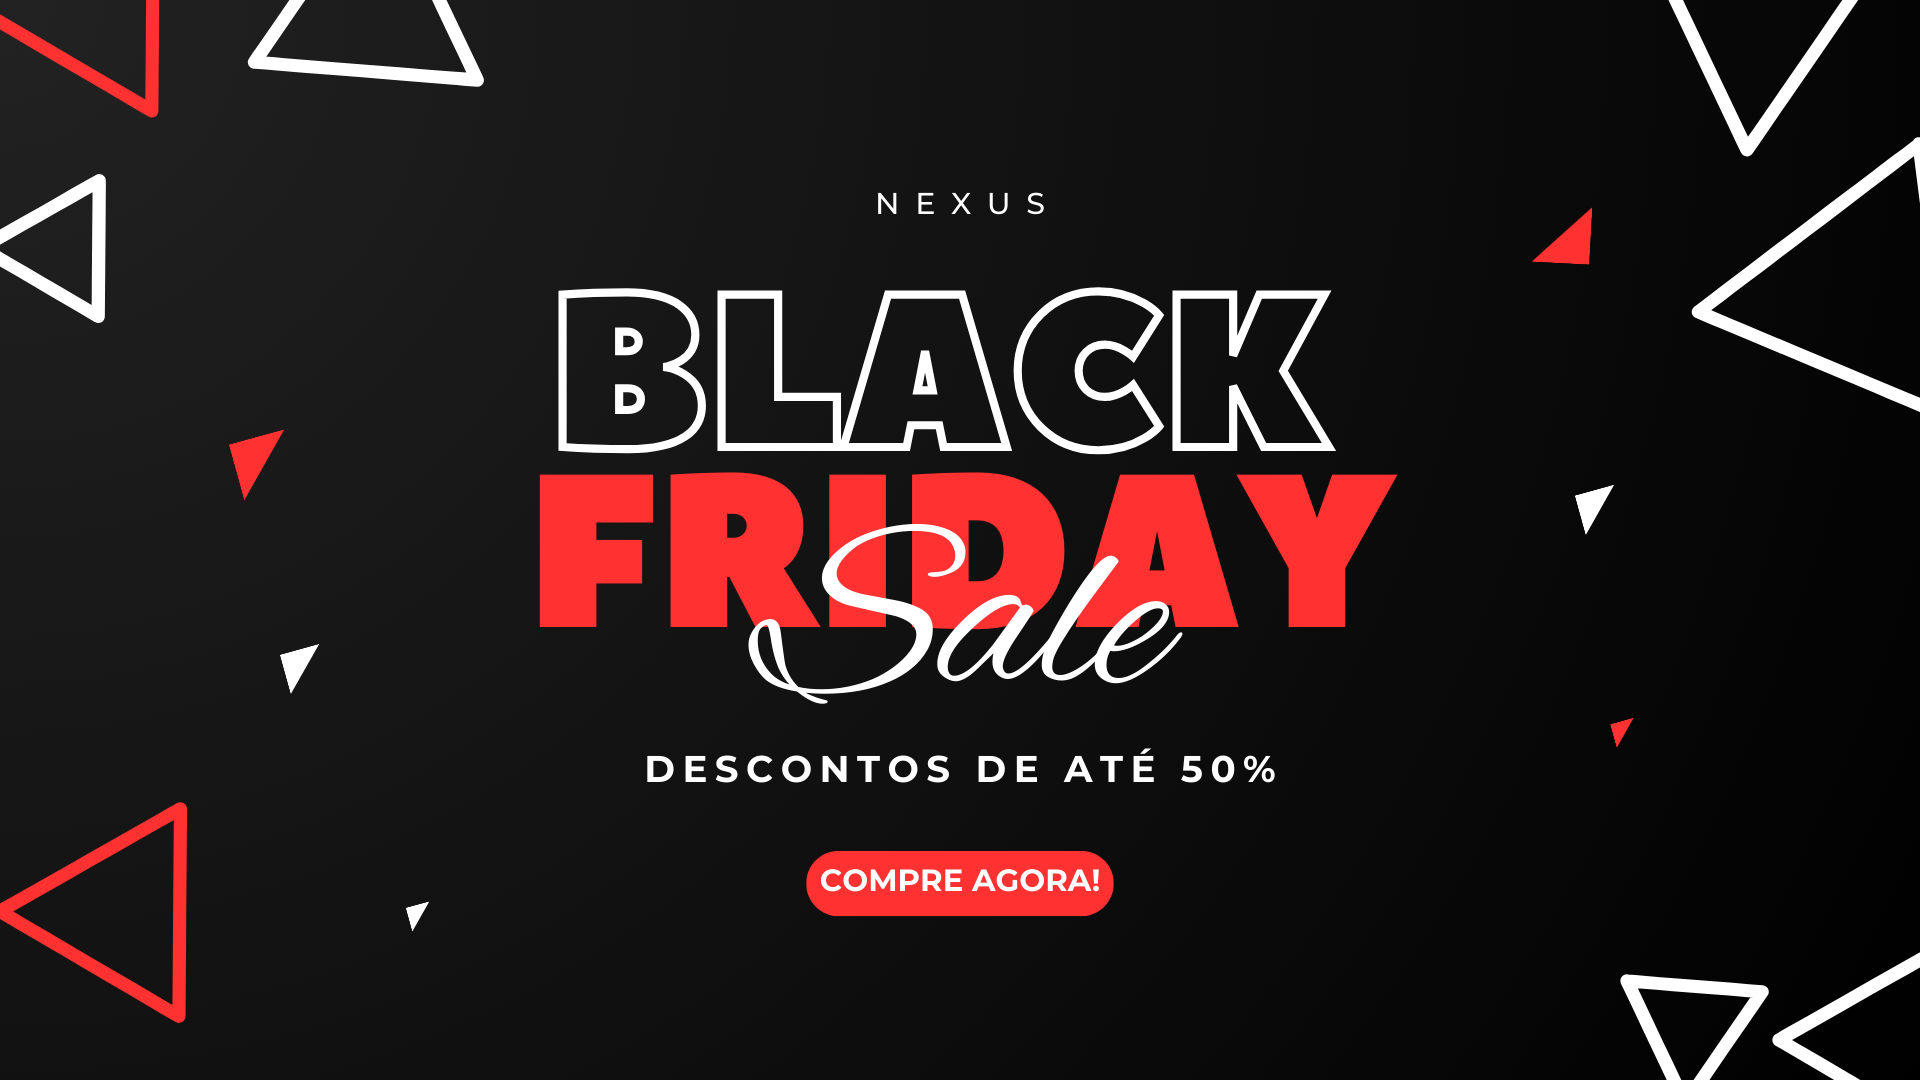 NEXUS
BLACK
FRIDAY
Sale
DESCONTOS DE ATÉ 50%
COMPRE AGORA!